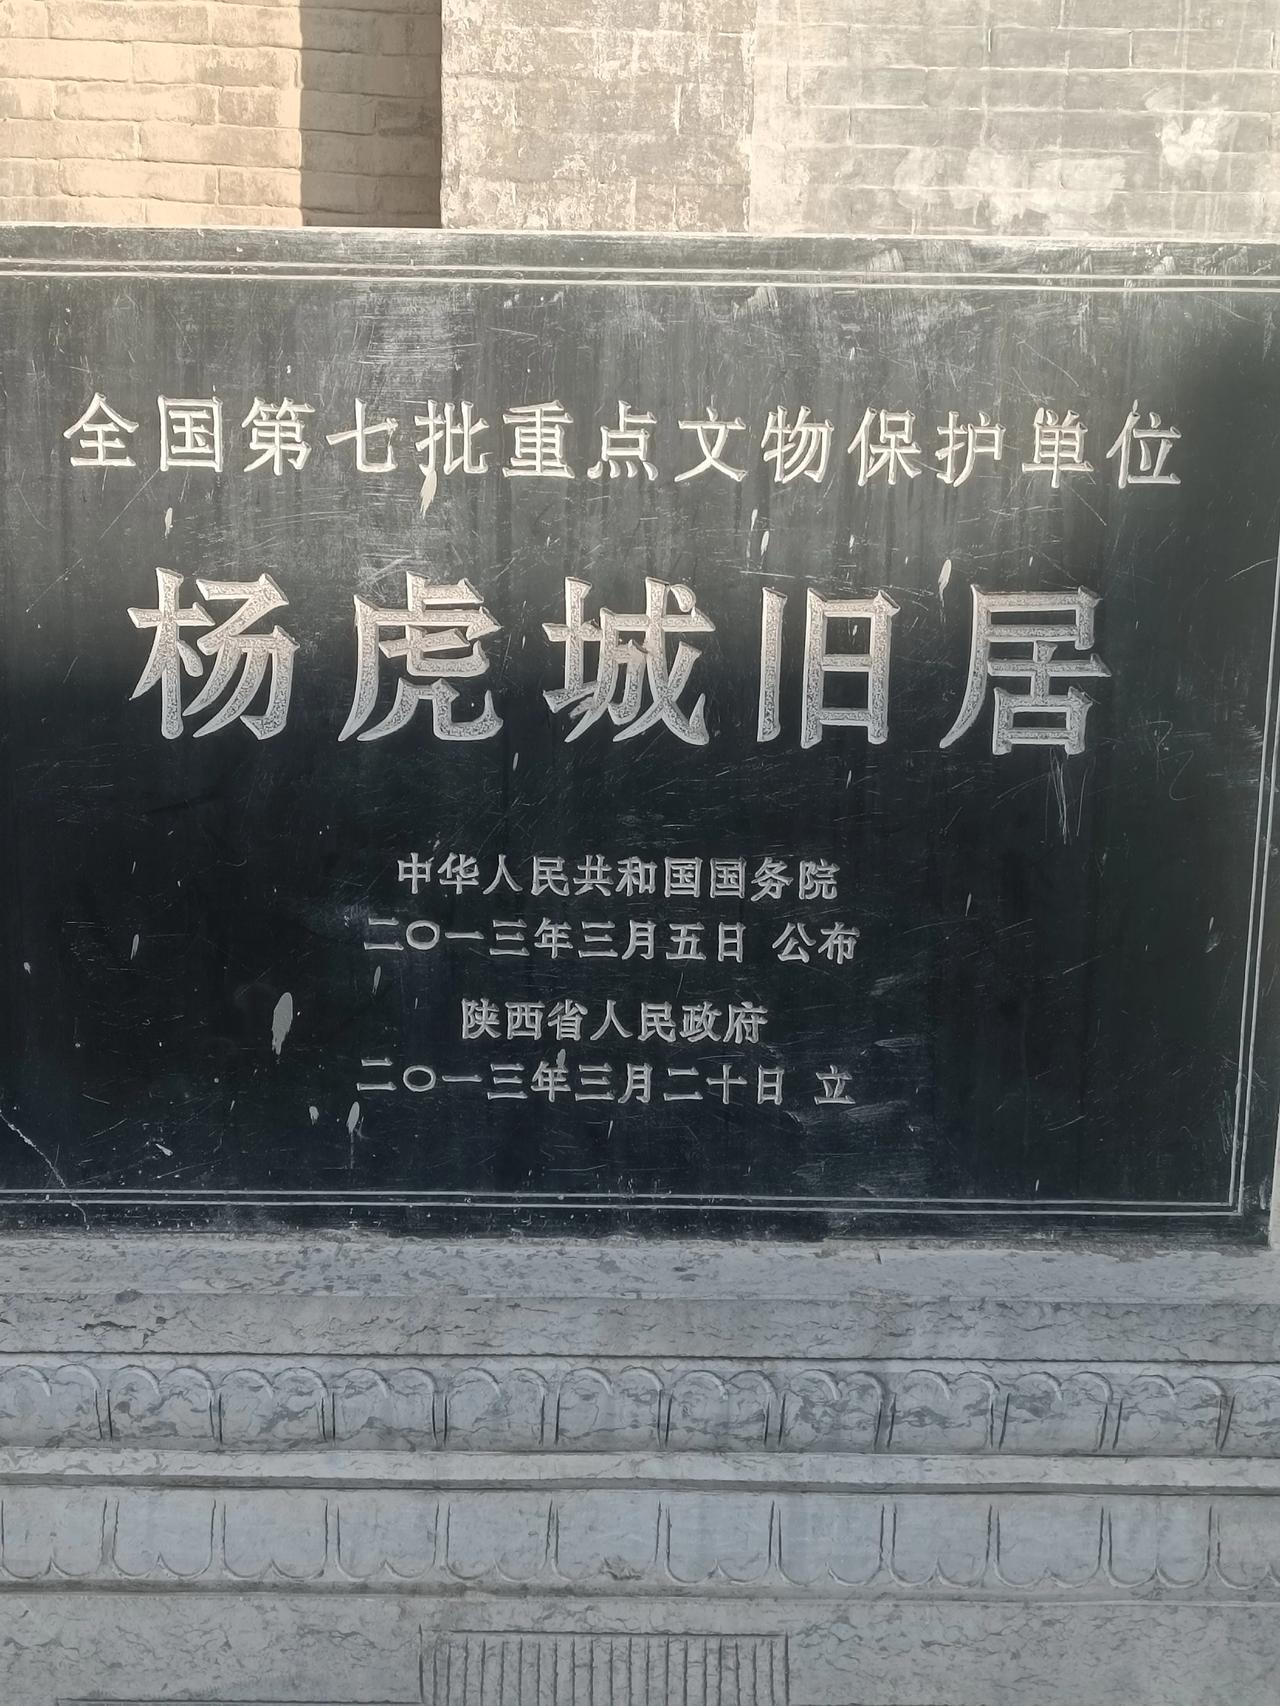 全国第七批重点文物保护単位
杨虎城旧居
中华人民共和国国务院
二〇一三年三月五日 公布
陕西省人民政府
二〇一三年三月二十日 立